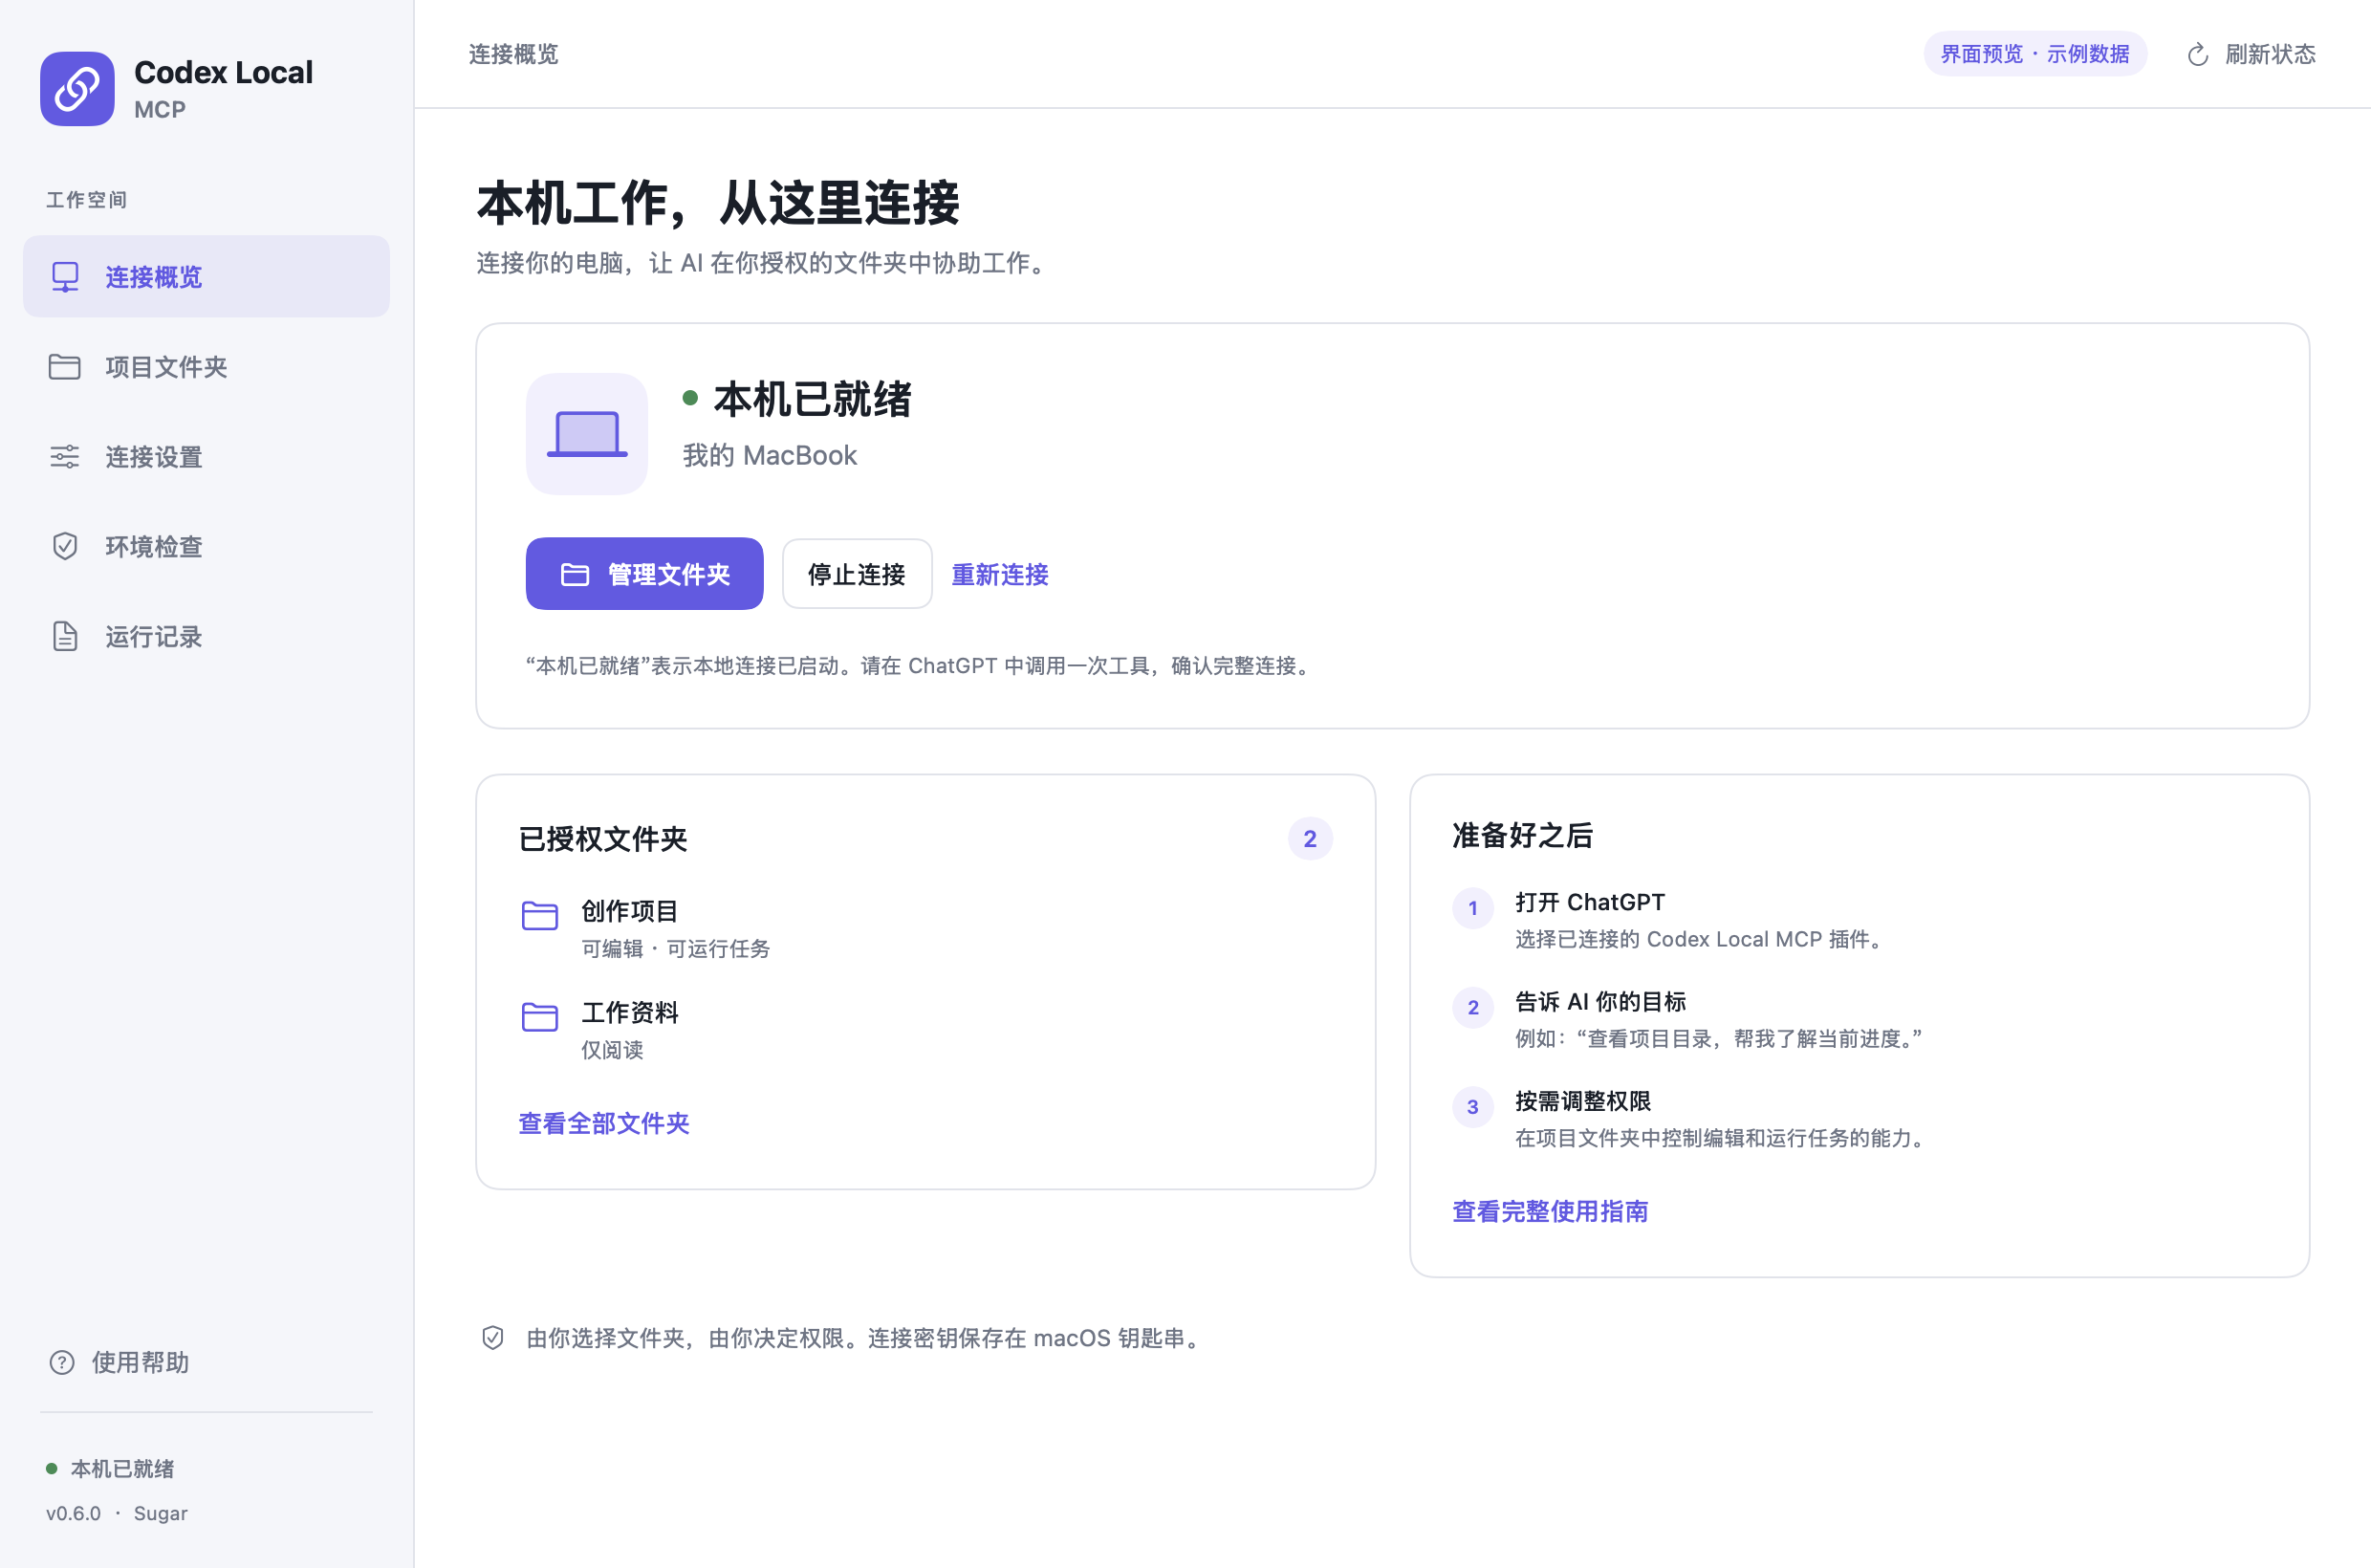 Codex Local
MCP
工作空间
连接概览
项目文件夹
连接设置
环境检查
运行记录
使用帮助
本机已就绪
v0.6.0 · Sugar
连接概览
界面预览 · 示例数据
刷新状态
本机工作，从这里连接
连接你的电脑，让 AI 在你授权的文件夹中协助工作。
本机已就绪
我的 MacBook
管理文件夹
停止连接
重新连接
“本机已就绪”表示本地连接已启动。请在 ChatGPT 中调用一次工具，确认完整连接。
已授权文件夹
2
创作项目
可编辑 · 可运行任务
工作资料
仅阅读
查看全部文件夹
准备好之后
1
打开 ChatGPT
选择已连接的 Codex Local MCP 插件。
2
告诉 AI 你的目标
例如：“查看项目目录，帮我了解当前进度。”
3
按需调整权限
在项目文件夹中控制编辑和运行任务的能力。
查看完整使用指南
由你选择文件夹，由你决定权限。连接密钥保存在 macOS 钥匙串。